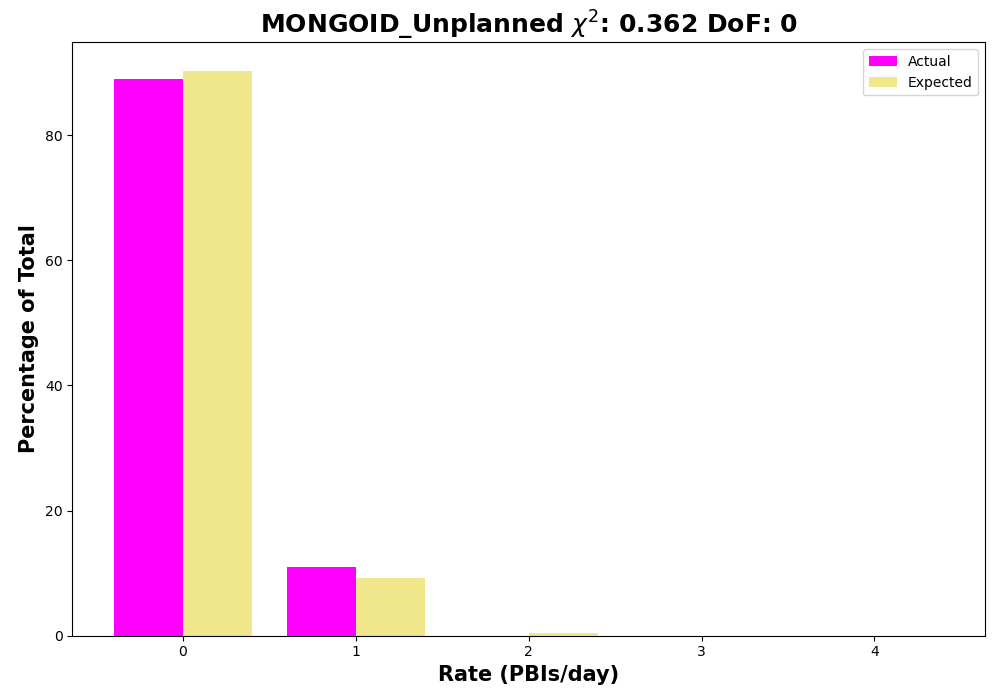 MONGOID_Unplanned χ²: 0.362 DoF: 0
Actual
Expected
Percentage of Total
80
60
40
20
0
0 1 2 3 4
Rate (PBIs/day)